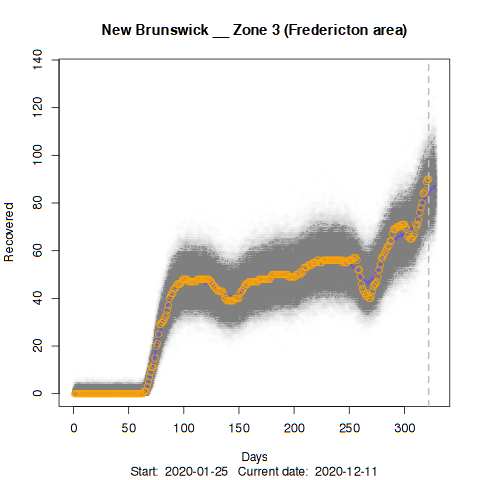 New Brunswick __ Zone 3 (Fredericton area)
140
120
100
80
60
40
20
0
Recovered
0 50 100 150 200 250 300
Days
Start: 2020-01-25 Current date: 2020-12-11